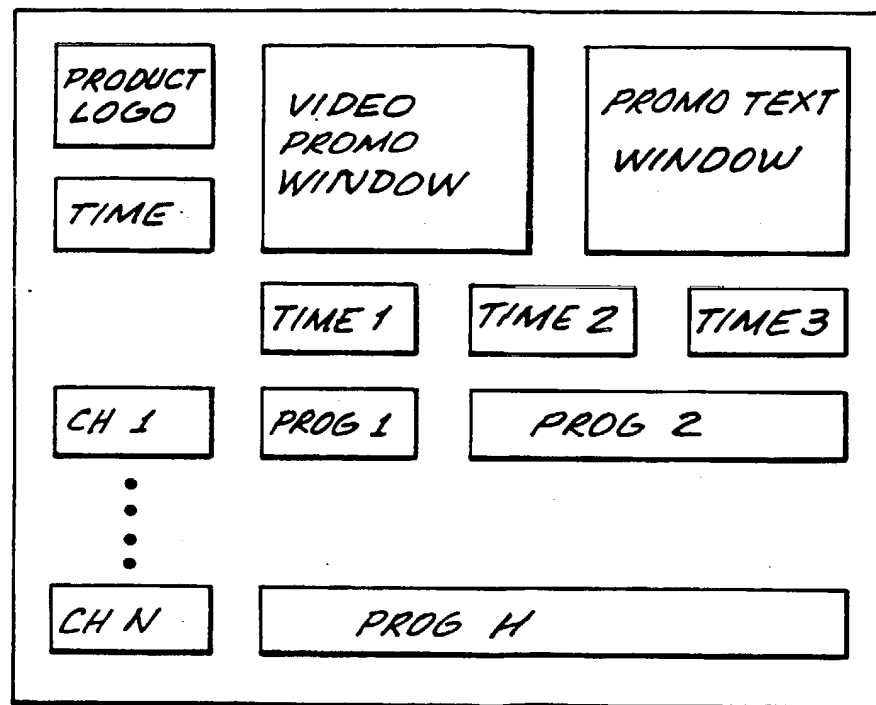 PRODUCT
LOGO
VIDEO
PROMO
WINDOW
PROMO TEXT
WINDOW
TIME
TIME 1
TIME 2
TIME 3
CH 1
PROG 1
PROG 2
CH N
PROG H